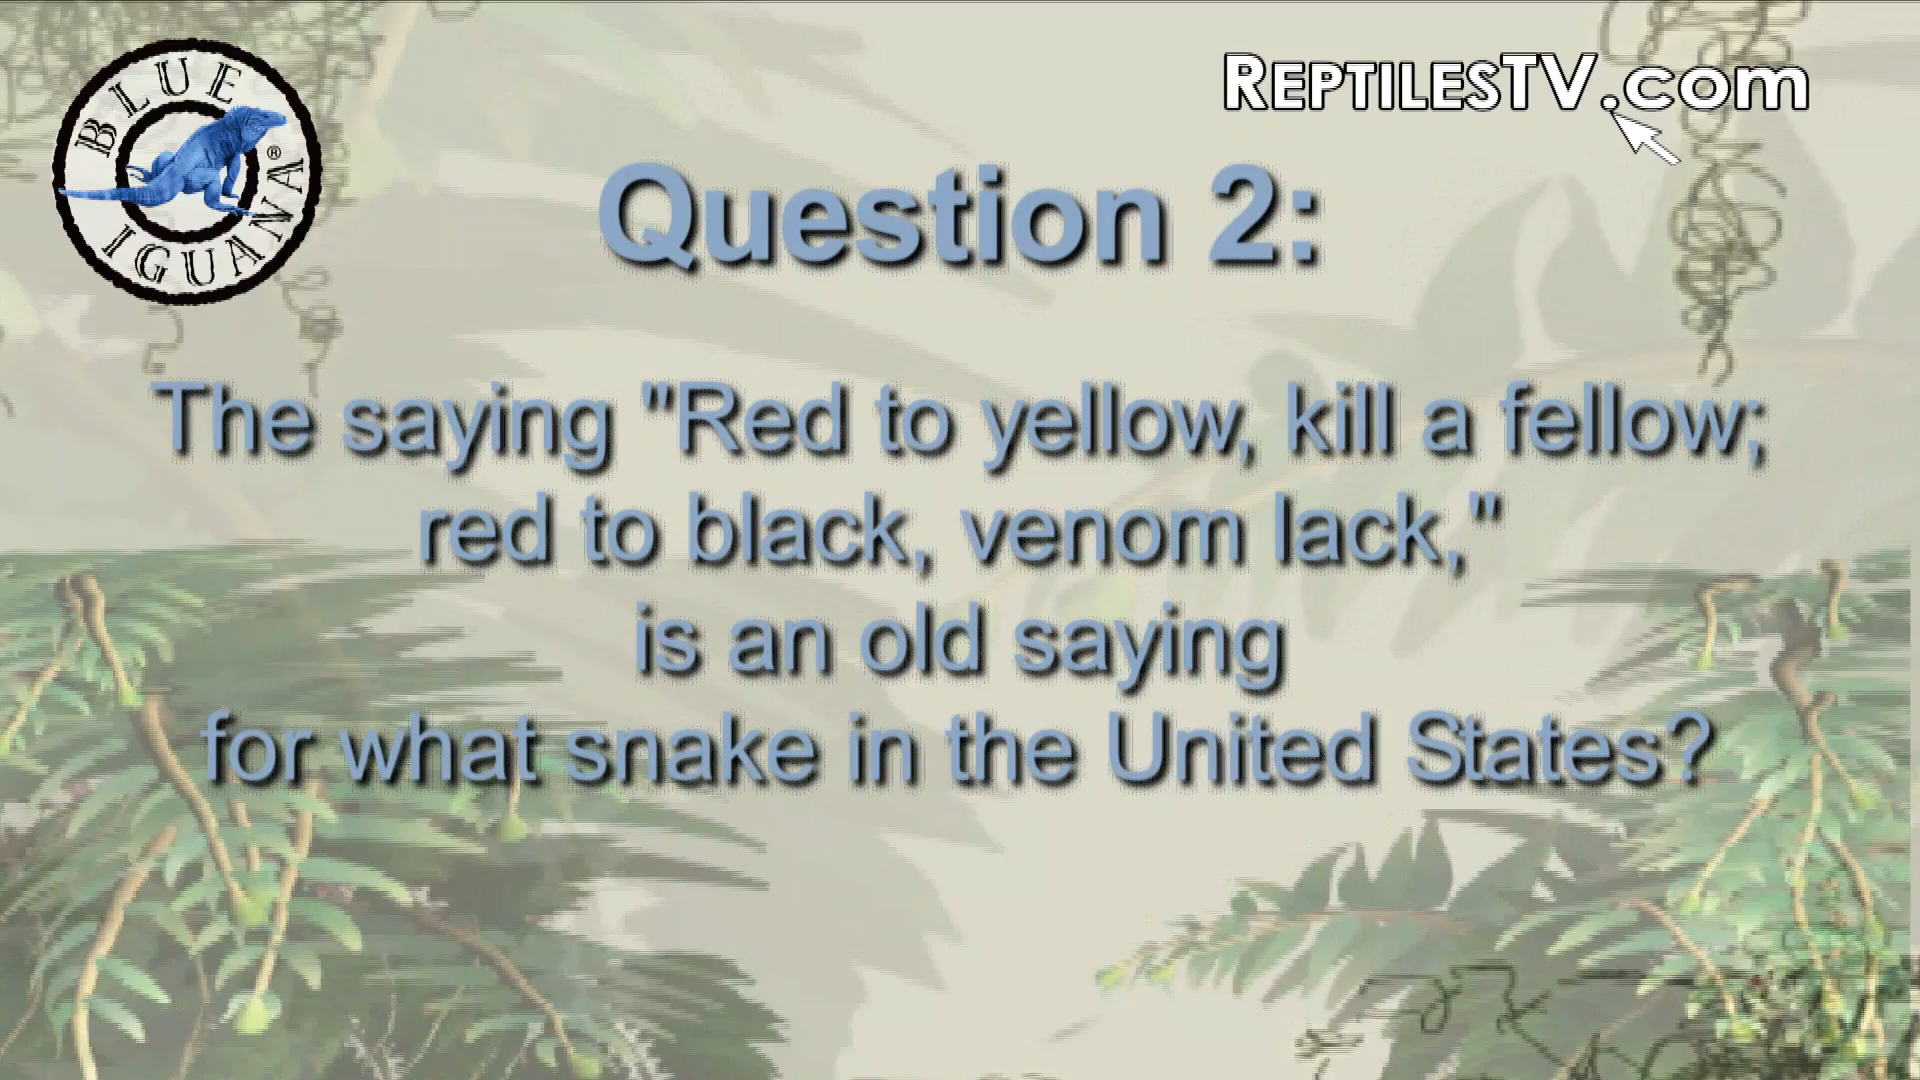 BLUE
IGUANA®
REPTILESTV.com
Question 2:
The saying "Red to yellow, kill a fellow;
red to black, venom lack,"
is an old saying
for what snake in the United States?